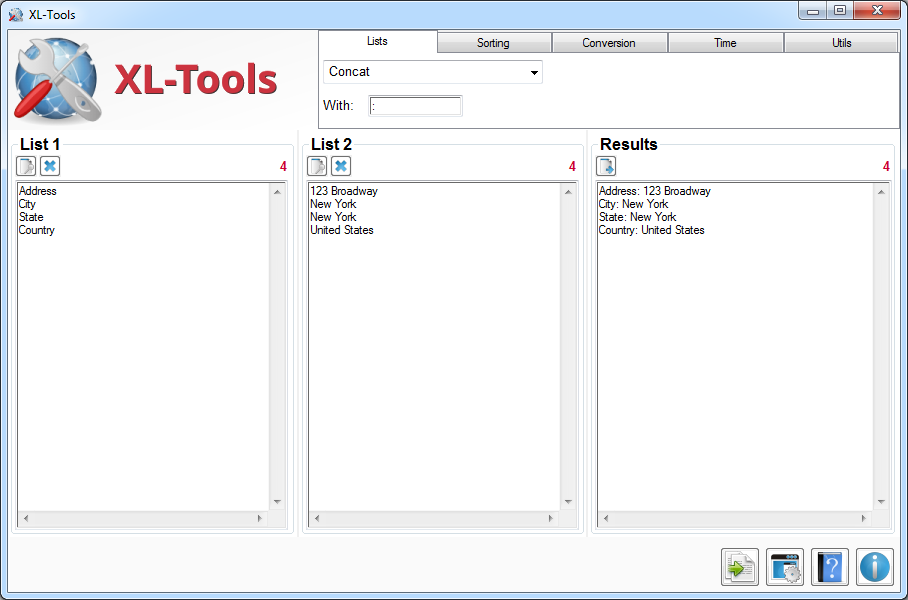 XL-Tools
XL-Tools
Lists
Sorting
Conversion
Time
Utils
Concat
With: :
List 1
4
Address
City
State
Country
List 2
4
123 Broadway
New York
New York
United States
Results
4
Address: 123 Broadway
City: New York
State: New York
Country: United States
?
i